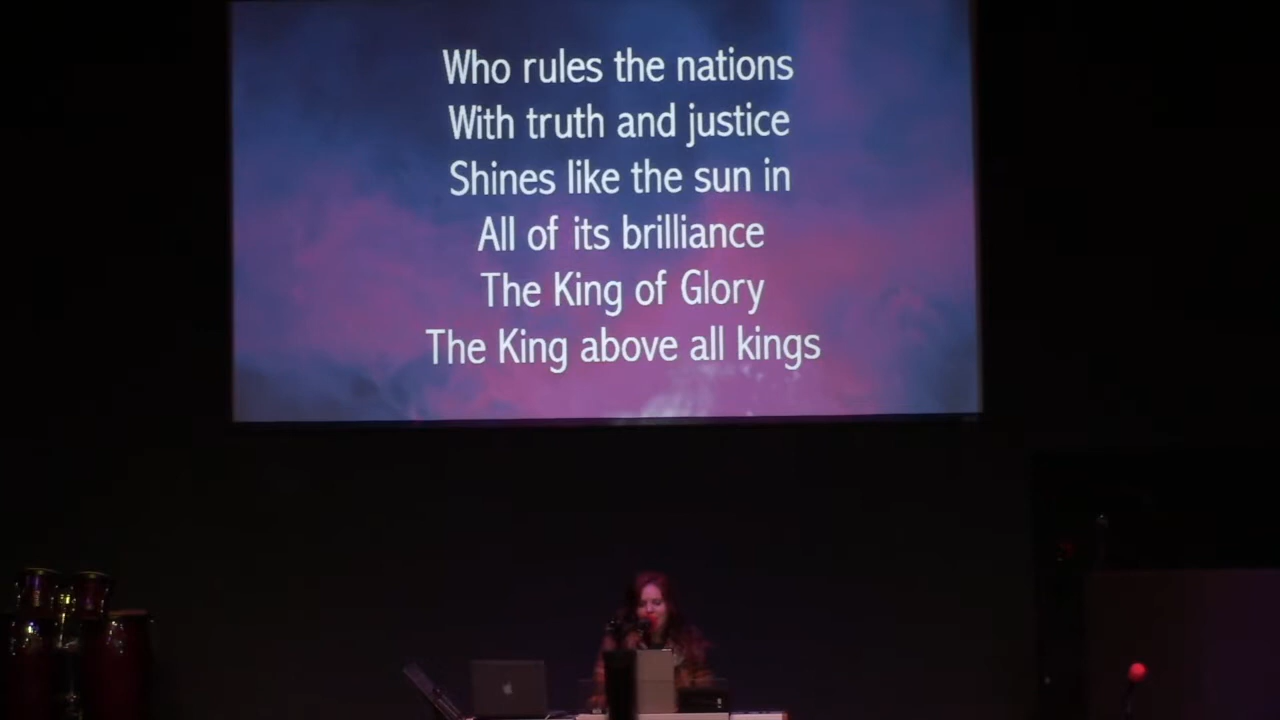 Who rules the nations
With truth and justice
Shines like the sun in
All of its brilliance
The King of Glory
The King above all kings